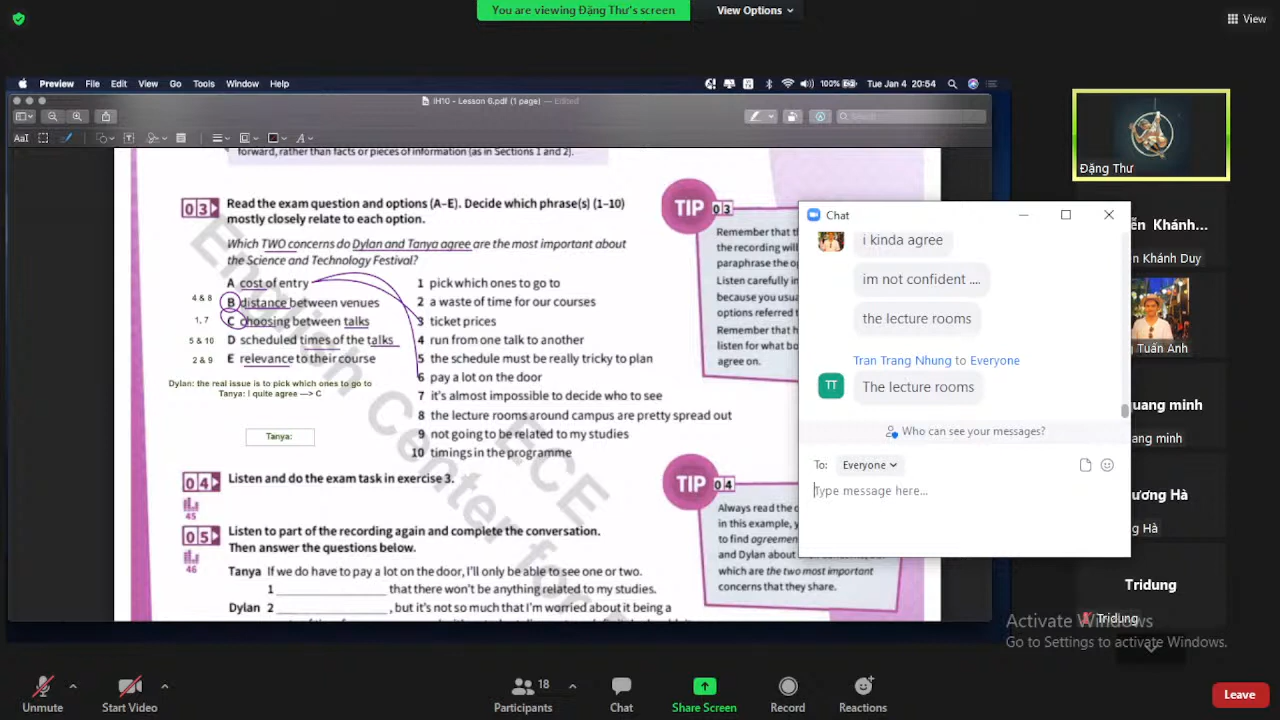 You are viewing Đặng Thư's screen
View Options
View
Preview File Edit View Go Tools Window Help
100% Tue Jan 4 20:54
IH10 - Lesson 6.pdf (1 page) — Edited
Search
forward, rather than facts or pieces of information (as in Sections 1 and 2).
03 Read the exam question and options (A–E). Decide which phrase(s) (1–10)
mostly closely relate to each option.
Which TWO concerns do Dylan and Tanya agree are the most important about
the Science and Technology Festival?
A cost of entry
4 & 8 B distance between venues
1, 7 C choosing between talks
5 & 10 D scheduled times of the talks
2 & 9 E relevance to their course
Dylan: the real issue is to pick which ones to go to
Tanya: I quite agree —> C
Tanya:
1 pick which ones to go to
2 a waste of time for our courses
3 ticket prices
4 run from one talk to another
5 the schedule must be really tricky to plan
6 pay a lot on the door
7 it's almost impossible to decide who to see
8 the lecture rooms around campus are pretty spread out
9 not going to be related to my studies
10 timings in the programme
04 Listen and do the exam task in exercise 3.
45
05 Listen to part of the recording again and complete the conversation.
Then answer the questions below.
46
Tanya If we do have to pay a lot on the door, I'll only be able to see one or two.
1 ____________ that there won't be anything related to my studies.
Dylan 2 ____________, but it's not so much that I'm worried about it being a
ECE
English Center for
TIP 03
Remember that th
the recording will
paraphrase the op
Listen carefully in
because you usua
options referred t
Remember that h
listen for what bo
agree on.
TIP 04
Always read the
in this example, y
to find agreemen
and Dylan about
which are the two most important
concerns that they share.
Chat
i kinda agree
im not confident ....
the lecture rooms
Tran Trang Nhung to Everyone
TT
The lecture rooms
Who can see your messages?
To: Everyone
Type message here...
Đặng Thư
ễn Khánh...
ễn Khánh Duy
Tuấn Anh
uang minh
ang minh
ương Hà
ng Hà
Tridung
Tridung
Activate Windows
Go to Settings to activate Windows.
Unmute
Start Video
18
Participants
Chat
Share Screen
Record
Reactions
Leave